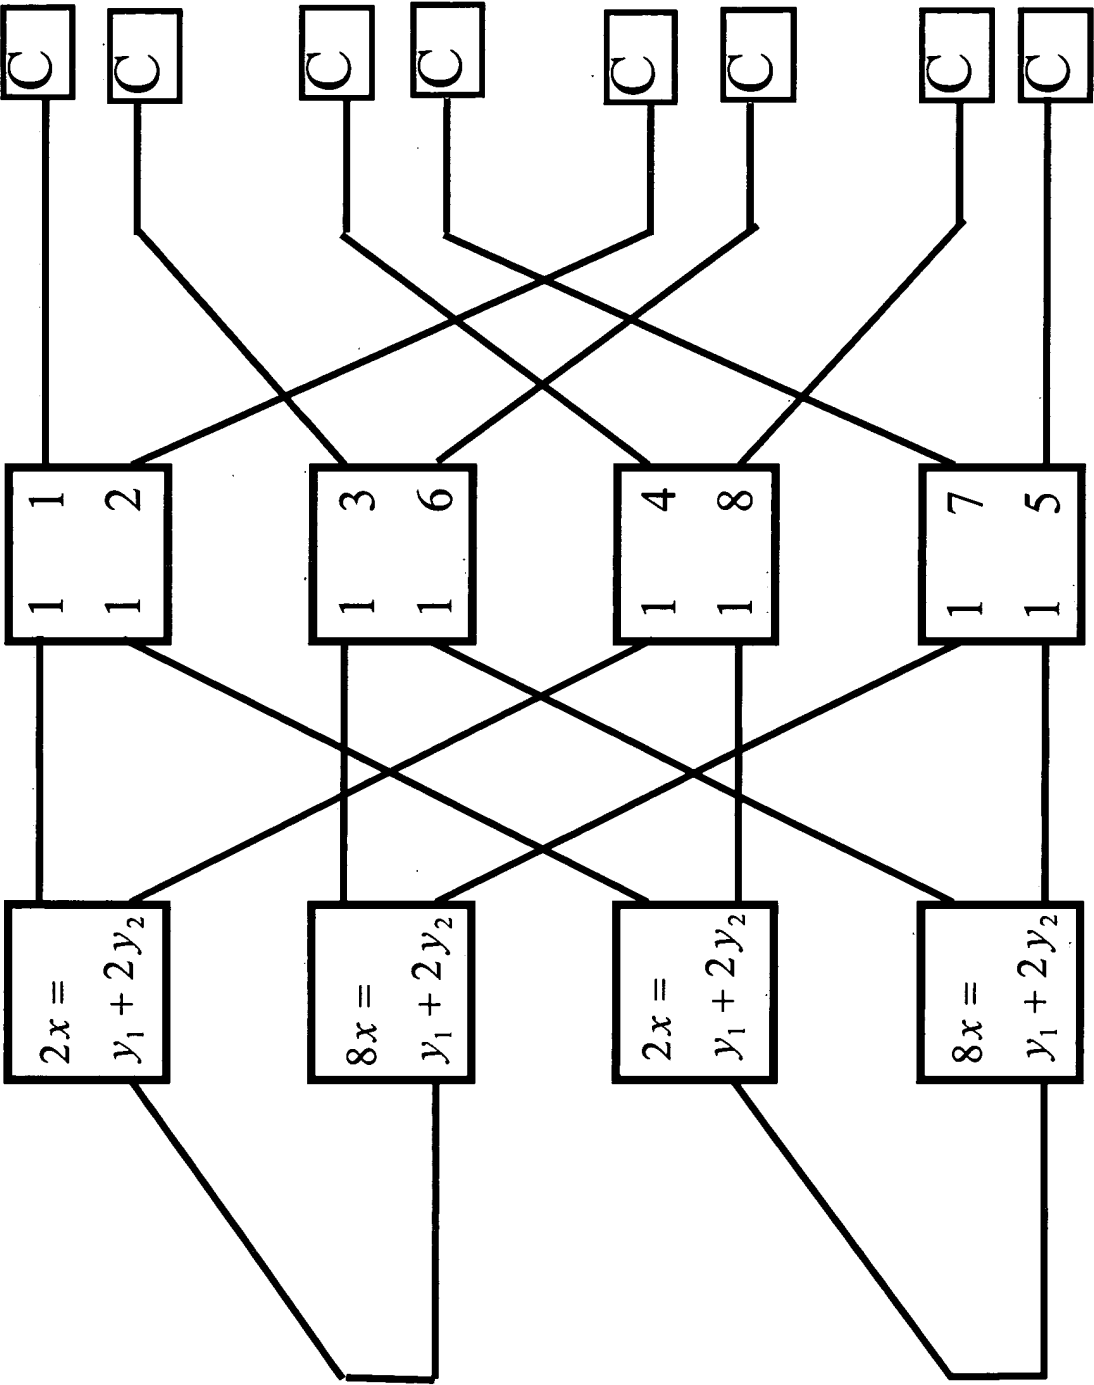 2x =
y₁ + 2y₂
1 1
1 2
C
C
8x =
y₁ + 2y₂
1 3
1 6
C
C
2x =
y₁ + 2y₂
1 4
1 8
C
C
8x =
y₁ + 2y₂
1 7
1 5
C
C